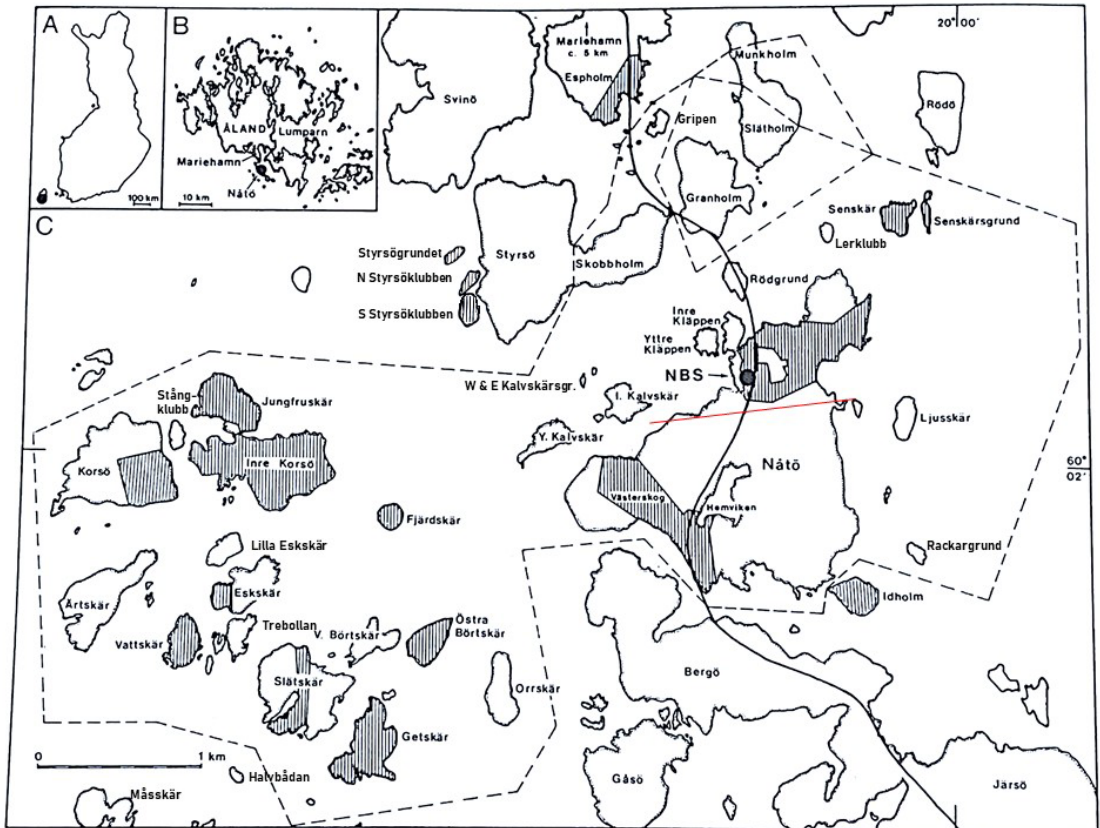 A
B
20°00'
Mariehamn
c. 5 km
Espholm
Munkholm
Svinö
Rödö
Gripen
ÅLAND
Lumparn
Slätholm
Mariehamn
Nåtö
100 km
10 km
C
Granholm
Senskär
Senskärsgrund
Lerklubb
Styrsögrundet
Styrsö
Skobbholm
N Styrsöklubben
Rödgrund
S Styrsöklubben
Inre
Kläppen
Yttre
Kläppen
NBS
W & E Kalvskärsgr.
Stång-
klubb
Jungfruskär
I. Kalvskär
Ljusskär
Y. Kalvskär
Korsö
Inre Korsö
Nåtö
60°
02'
Västerskog
Hemviken
Fjärdskär
Lilla Eskskär
Rackargrund
Eskskär
Idholm
Ärtskär
Trebollan
Östra
Börtskär
V. Börtskär
Vattskär
Bergö
Slätskär
Orrskär
Getskär
0
1 km
Halvbådan
Gåsö
Järsö
Måsskär